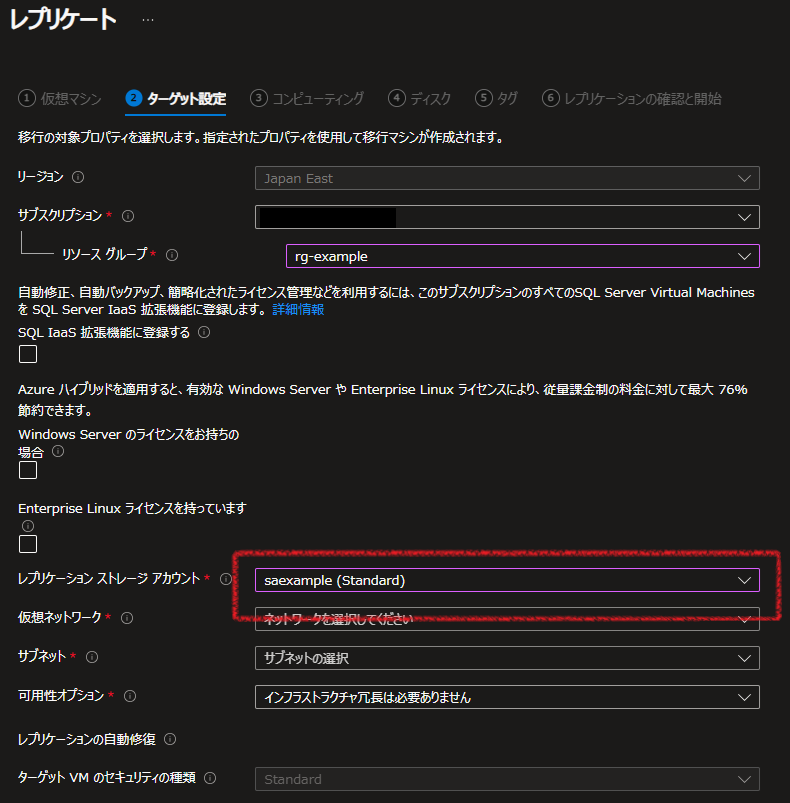 レプリケート …
1 仮想マシン 2 ターゲット設定 3 コンピューティング 4 ディスク 5 タグ 6 レプリケーションの確認と開始
移行の対象プロパティを選択します。指定されたプロパティを使用して移行マシンが作成されます。
リージョン Japan East
サブスクリプション *
リソース グループ * rg-example
自動修正、自動バックアップ、簡略化されたライセンス管理などを利用するには、このサブスクリプションのすべてのSQL Server Virtual Machines
を SQL Server IaaS 拡張機能に登録します。 詳細情報
SQL IaaS 拡張機能に登録する
Azure ハイブリッドを適用すると、有効な Windows Server や Enterprise Linux ライセンスにより、従量課金制の料金に対して最大 76%
節約できます。
Windows Server のライセンスをお持ちの
場合
Enterprise Linux ライセンスを持っています
レプリケーション ストレージ アカウント * saexample (Standard)
仮想ネットワーク * ネットワークを選択してください
サブネット * サブネットの選択
可用性オプション * インフラストラクチャ冗長は必要ありません
レプリケーションの自動修復
ターゲット VM のセキュリティの種類 Standard